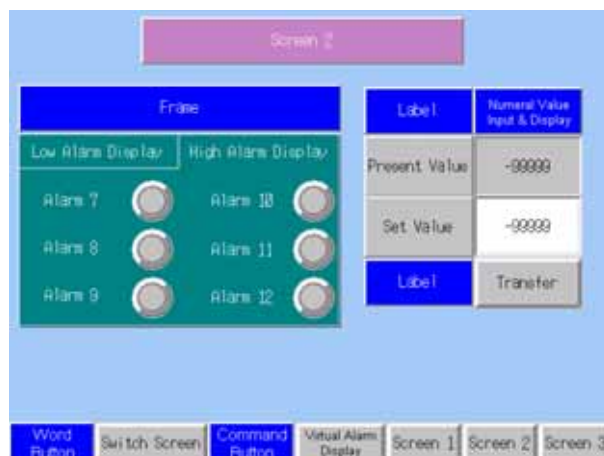 Screen 2
Frame
Low Alarm Display
High Alarm Display
Alarm 7
Alarm 10
Alarm 8
Alarm 11
Alarm 9
Alarm 12
Label
Numeral Value
Input & Display
Present Value
-99999
Set Value
-99999
Label
Transfer
Word
Button
Switch Screen
Command
Button
Virtual Alarm
Display
Screen 1
Screen 2
Screen 3